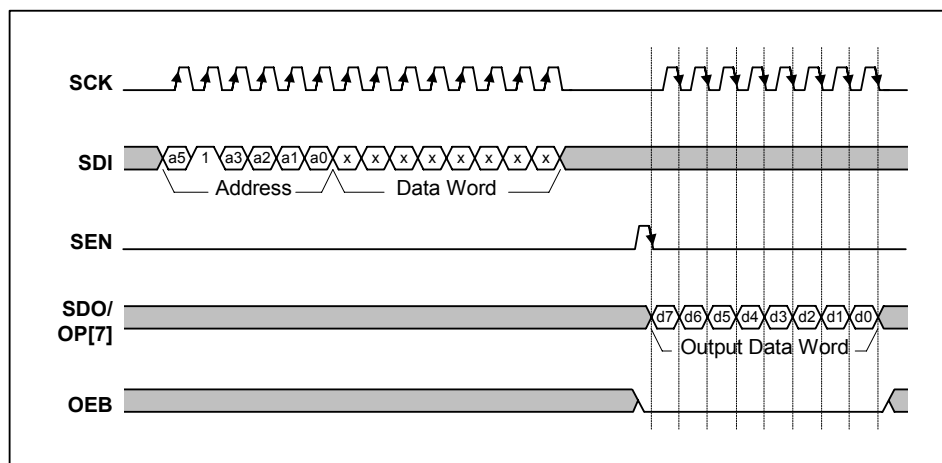 SCK
SDI a5 1 a3 a2 a1 a0 x x x x x x x x
Address Data Word
SEN
SDO/
OP[7] d7 d6 d5 d4 d3 d2 d1 d0
Output Data Word
OEB